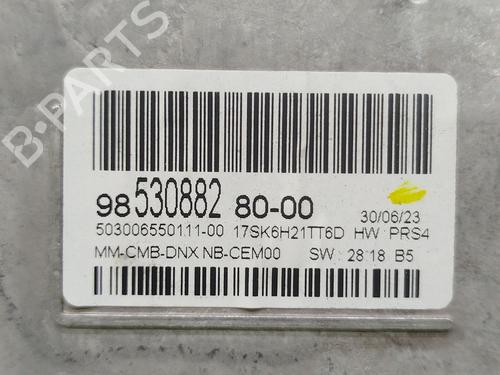 B-PARTS
98 530882 80-00
30/06/23
503006550111-00 17SK6H21TT6D HW : PRS4
MM-CMB-DNX NB-CEM00 SW : 28:18 B5